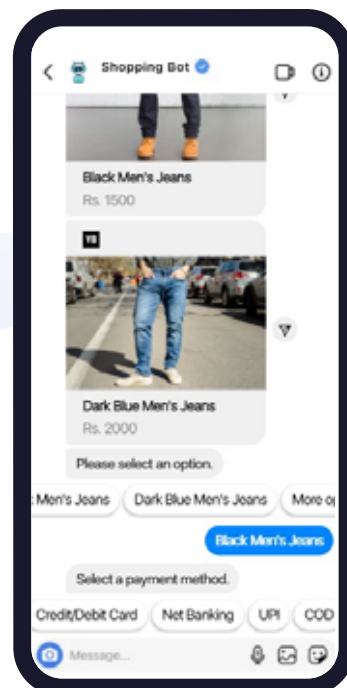 Shopping Bot
Black Men's Jeans
Rs. 1500
YB
Dark Blue Men's Jeans
Rs. 2000
Please select an option.
Men's Jeans Dark Blue Men's Jeans More op
Black Men's Jeans
Select a payment method.
Credit/Debit Card Net Banking UPI COD
Message...